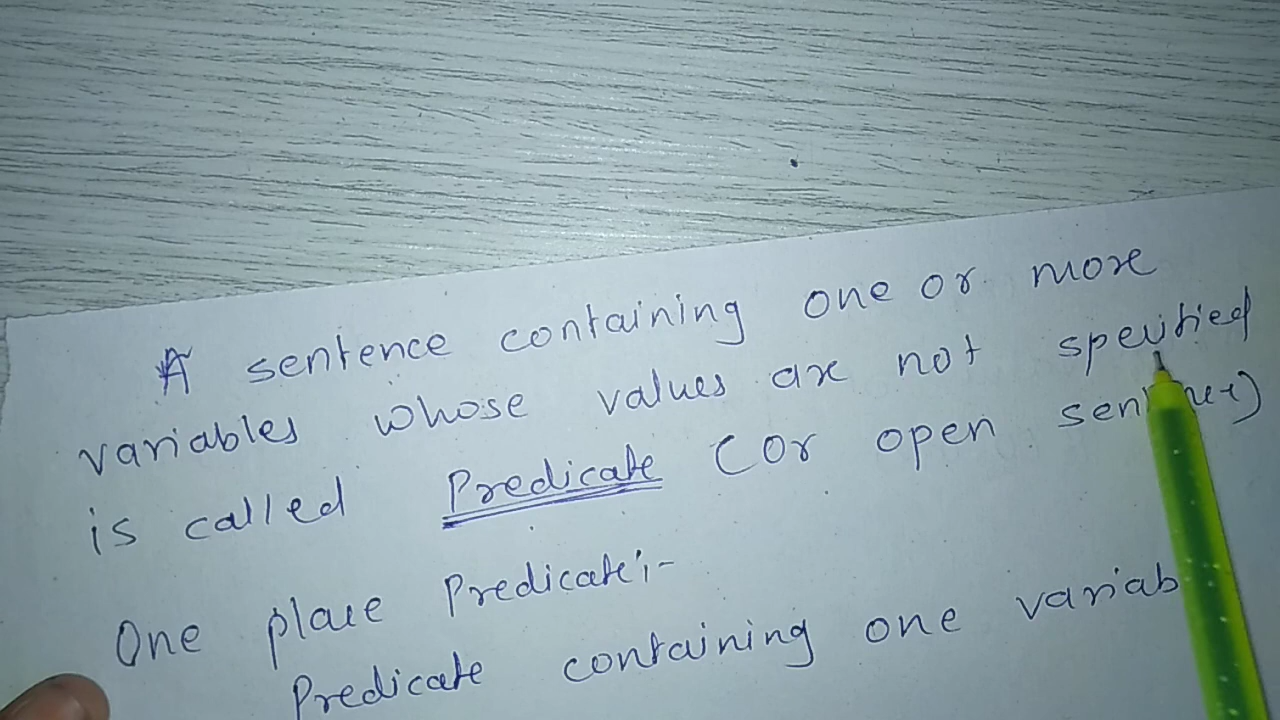 A sentence containing one or more
variables whose values are not specified
is called Predicate (or open
One place Predicate:-
Predicate containing one